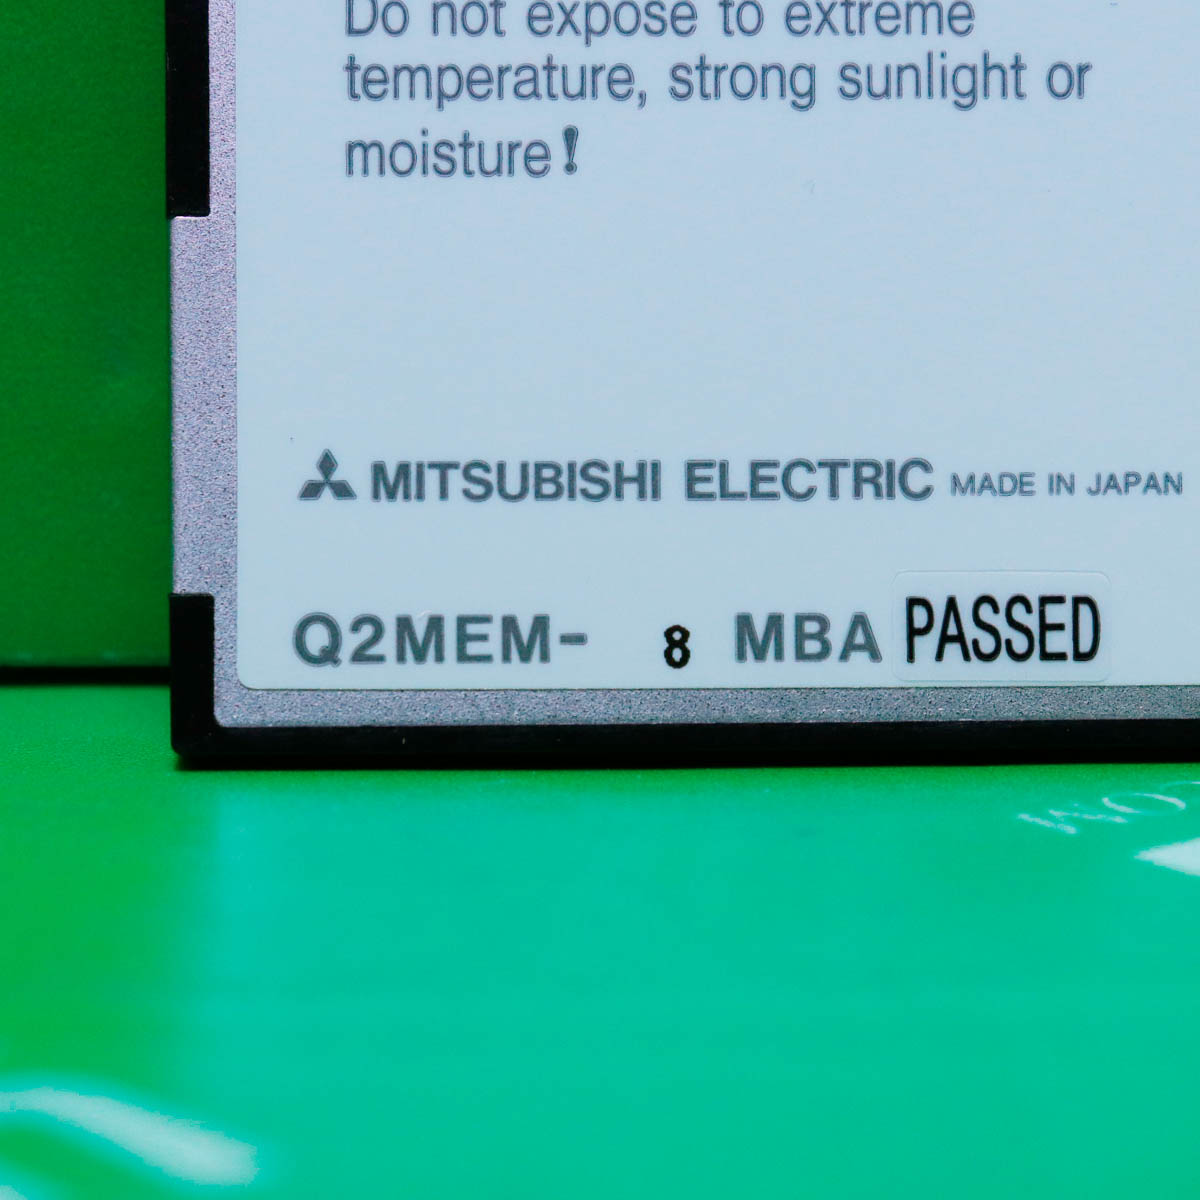 Do not expose to extreme
temperature, strong sunlight or
moisture!
MITSUBISHI ELECTRIC MADE IN JAPAN
Q2MEM- 8 MBA PASSED